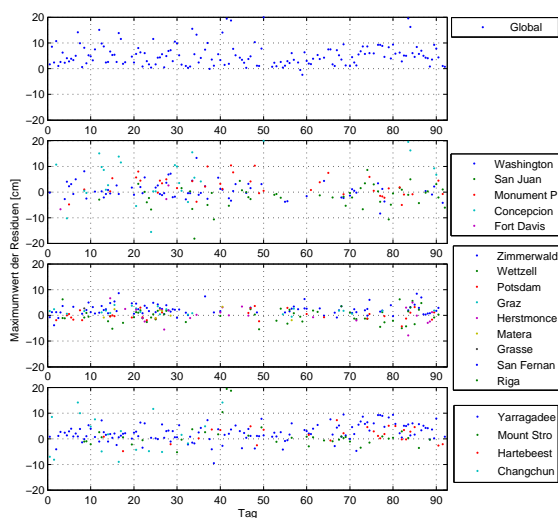 20
10
0
−10
−20
0 10 20 30 40 50 60 70 80 90
Global
20
10
0
−10
−20
0 10 20 30 40 50 60 70 80 90
Washington
San Juan
Monument P
Concepcion
Fort Davis
Maximumwert der Residuen [cm]
20
10
0
−10
−20
0 10 20 30 40 50 60 70 80 90
Zimmerwald
Wettzell
Potsdam
Graz
Herstmonce
Matera
Grasse
San Fernan
Riga
20
10
0
−10
−20
0 10 20 30 40 50 60 70 80 90
Tag
Yarragadee
Mount Stro
Hartebeest
Changchun